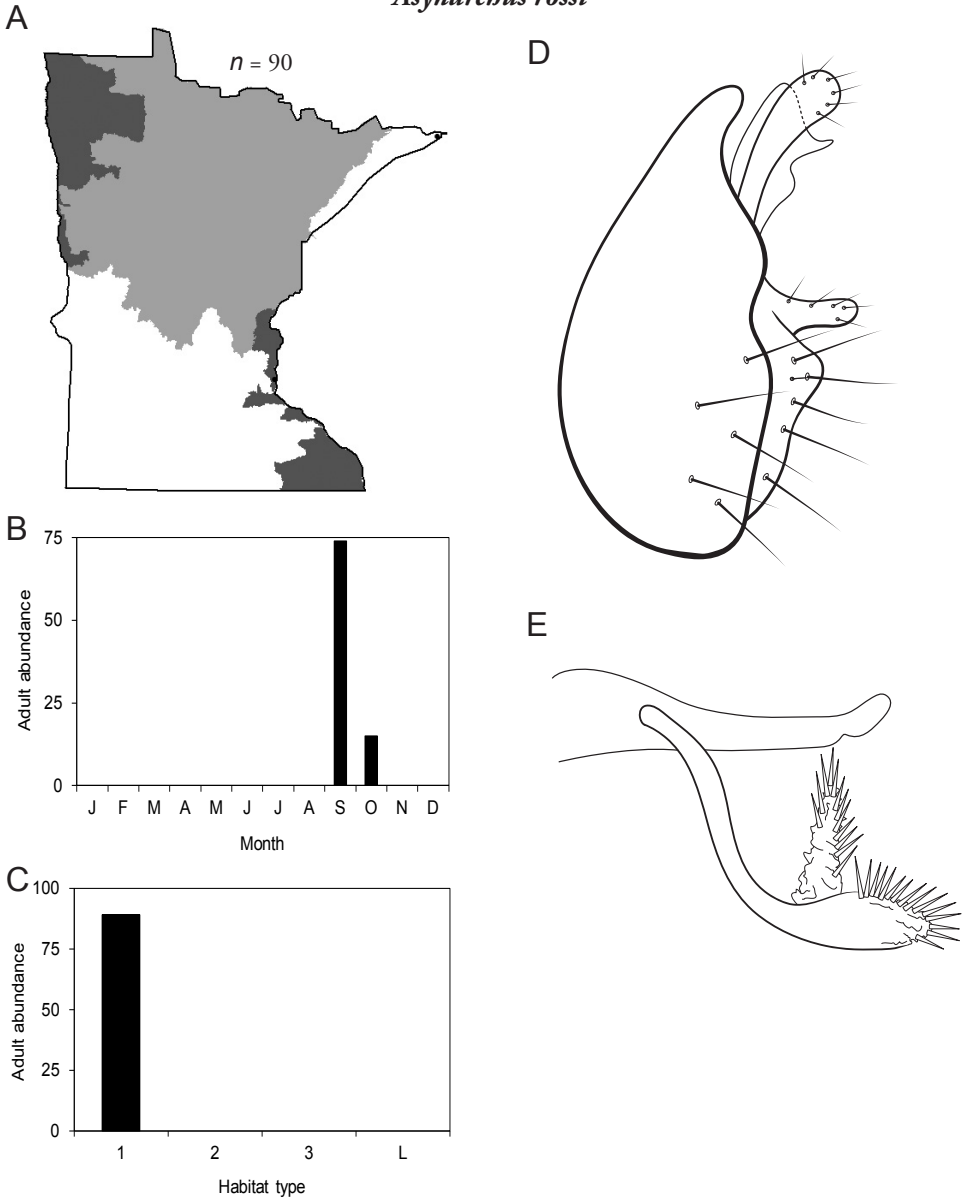 Asynarchus rossi
A
n = 90
D
B
75
50
25
0
Adult abundance
J F M A M J J A S O N D
Month
E
C
100
75
50
25
0
Adult abundance
1 2 3 L
Habitat type